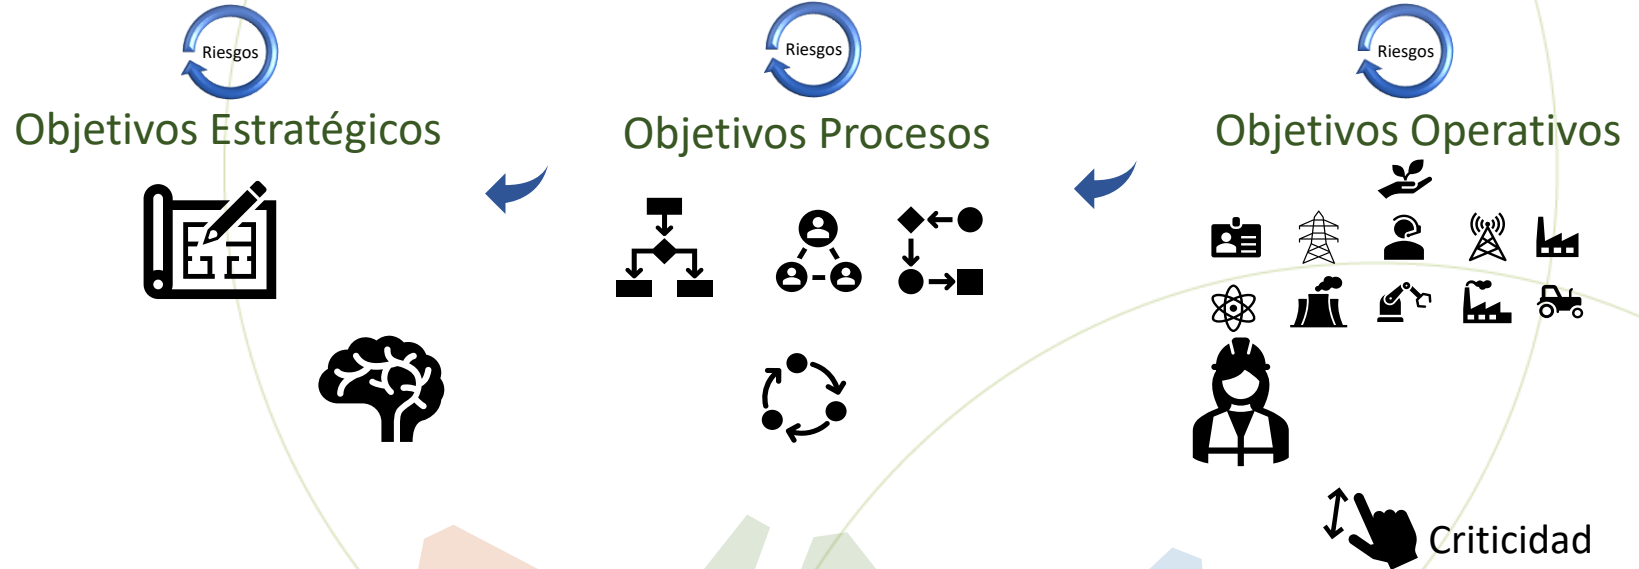 Riesgos
Riesgos
Riesgos
Objetivos Estratégicos
Objetivos Procesos
Objetivos Operativos
Criticidad